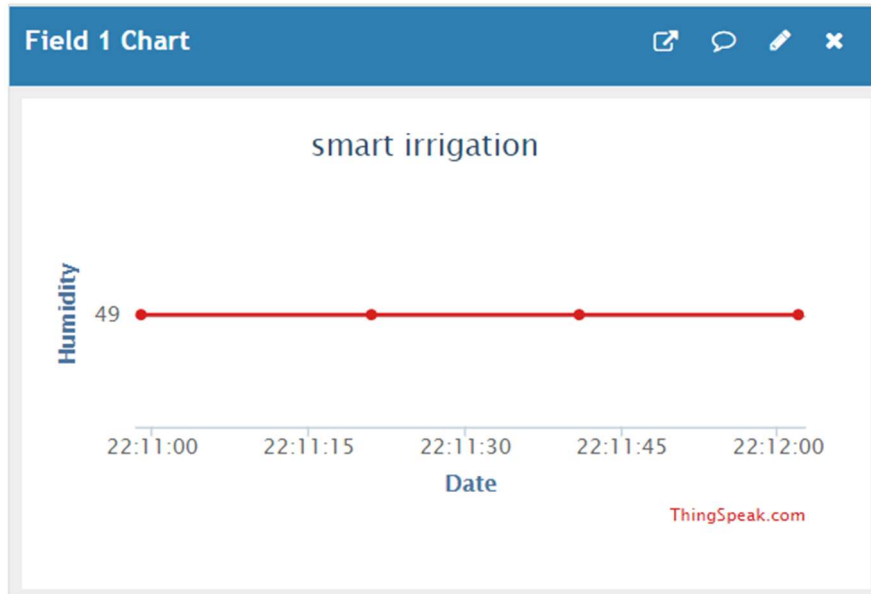 Field 1 Chart
smart irrigation
Humidity
49
22:11:00 22:11:15 22:11:30 22:11:45 22:12:00
Date
ThingSpeak.com